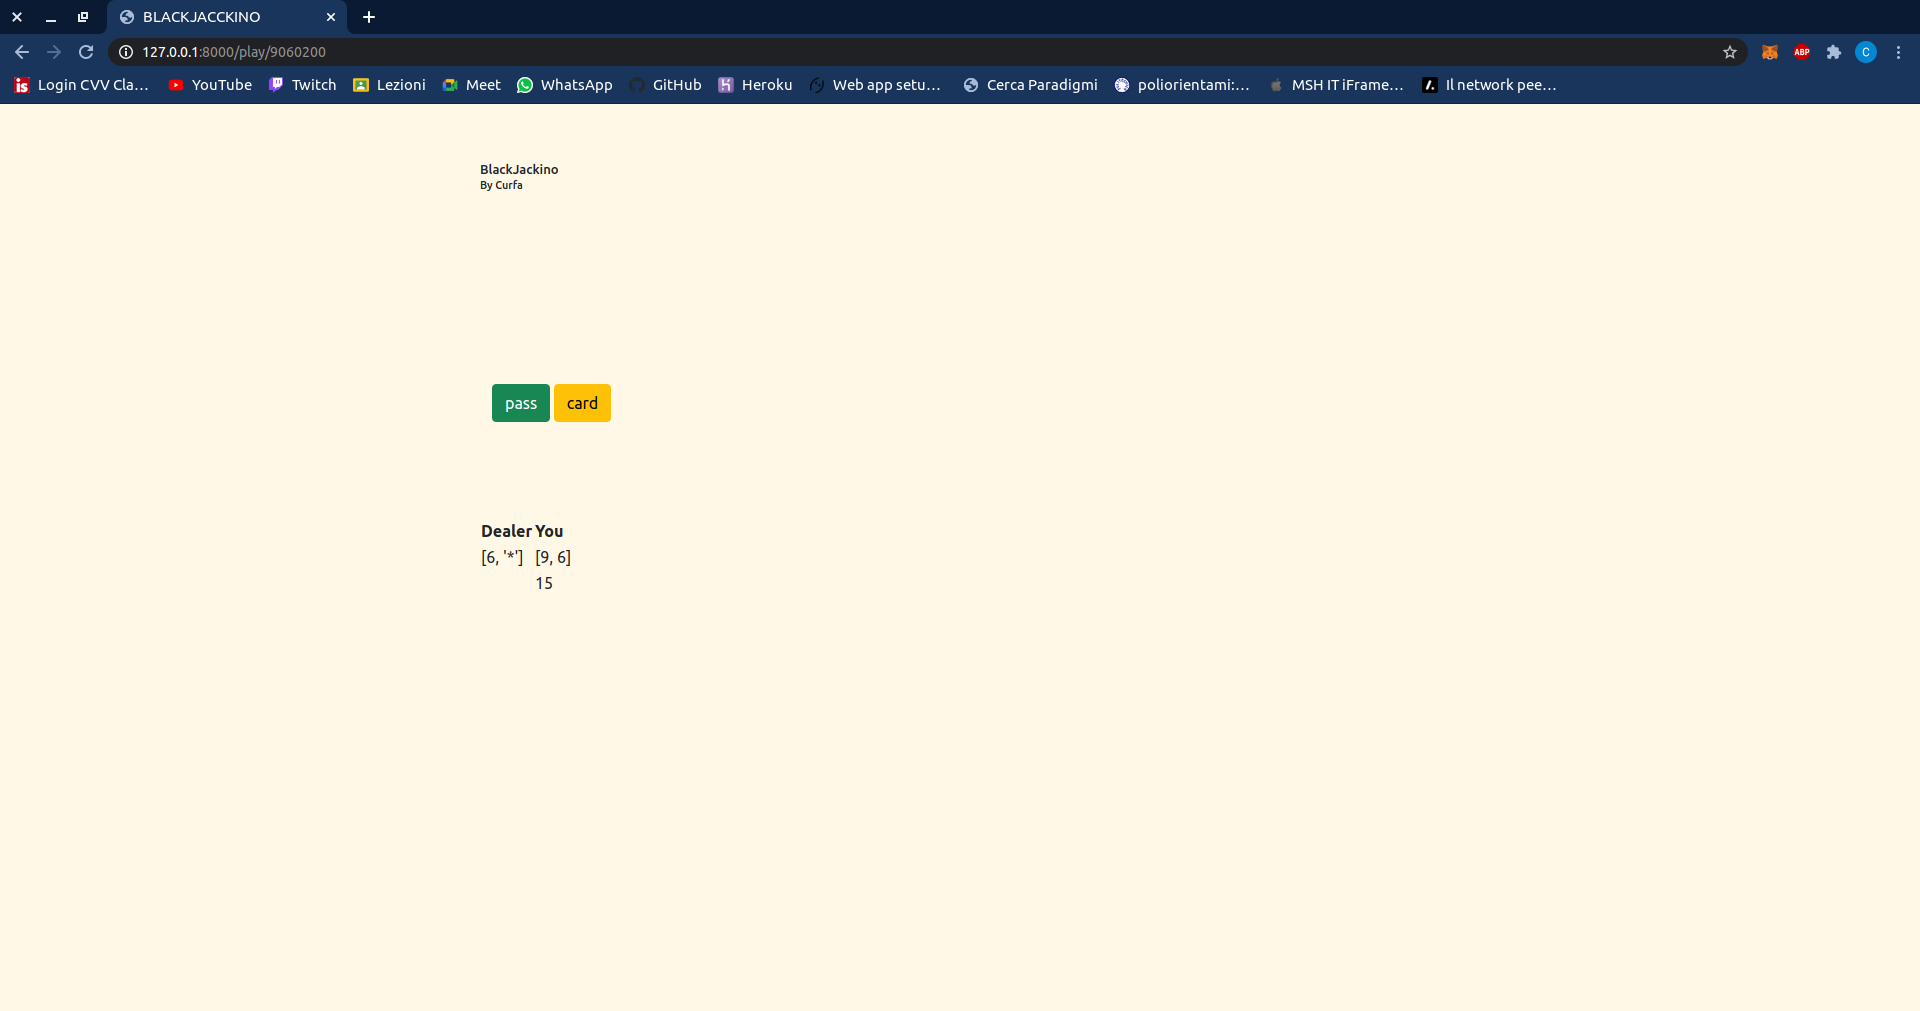 BLACKJACCKINO
127.0.0.1:8000/play/9060200
ABP
C
Login CVV Cla... YouTube Twitch Lezioni Meet WhatsApp GitHub Heroku Web app setu... Cerca Paradigmi poliorientami:... MSH IT iFrame... Il network pee...
BlackJackino
By Curfa
pass card
Dealer You
[6, '*'] [9, 6]
15